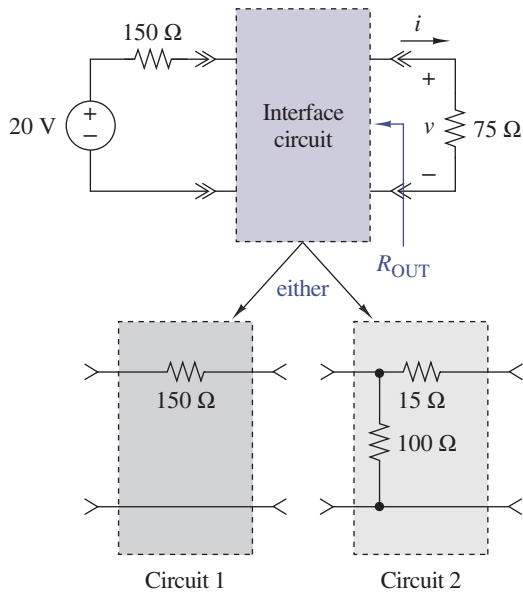 150 Ω
i
+
20 V
+
−
Interface
circuit
v
75 Ω
−
R_OUT
either
150 Ω
15 Ω
100 Ω
Circuit 1
Circuit 2